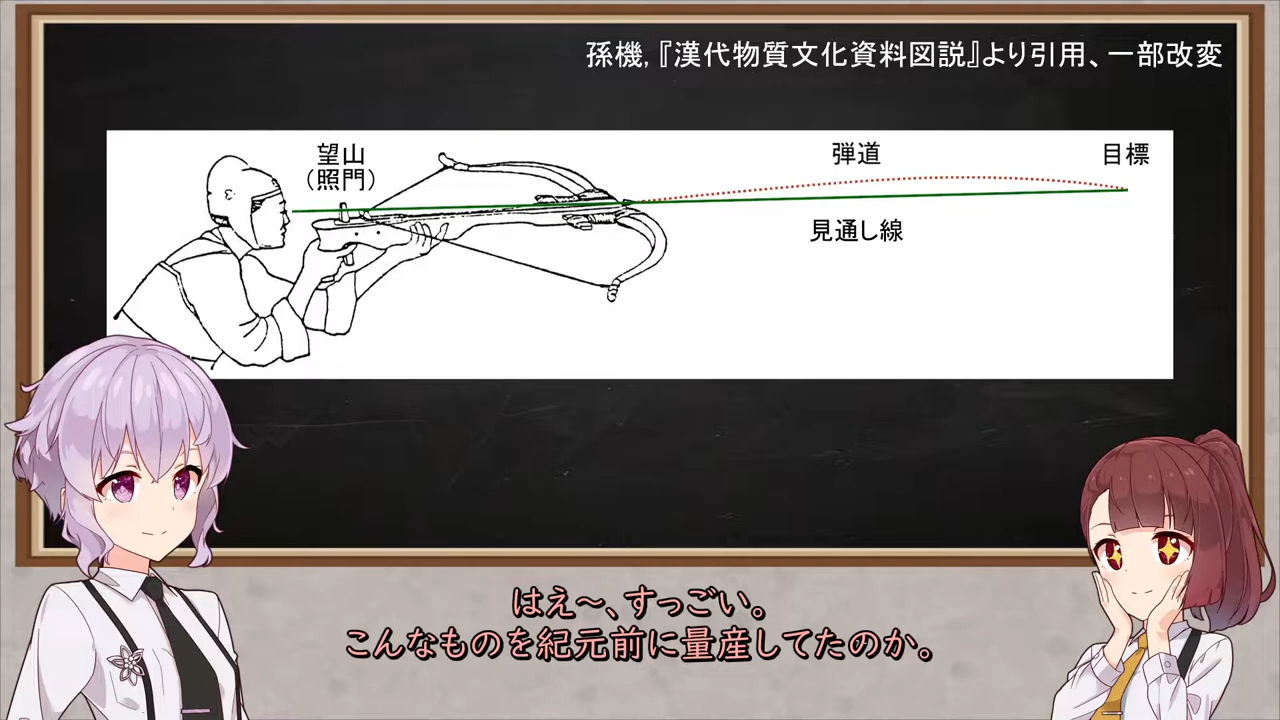 孫機,『漢代物質文化資料図説』より引用、一部改変
望山
(照門)
弾道
目標
見通し線
はえ～、すっごい。
こんなものを紀元前に量産してたのか。